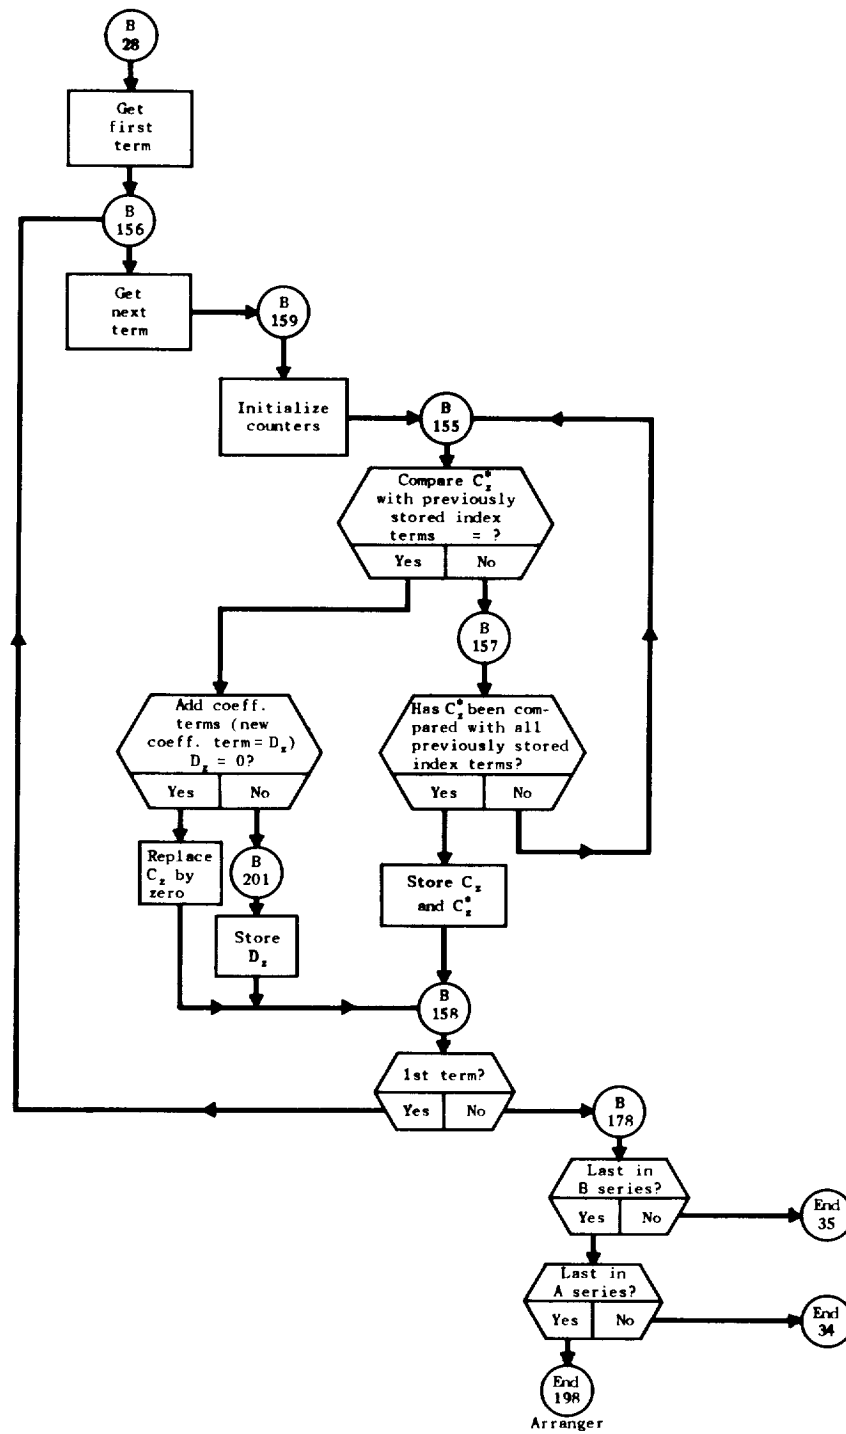 B
28
Get
first
term
B
156
Get
next
term
B
159
Initialize
counters
B
155
Compare C*z
with previously
stored index
terms = ?
Yes No
B
157
Add coeff.
terms (new
coeff. term = Dz)
Dz = 0?
Yes No
Has C*z been com-
pared with all
previously stored
index terms?
Yes No
Replace
Cz by
zero
B
201
Store
Dz
Store Cz
and C*z
B
158
1st term?
Yes No
B
178
Last in
B series?
Yes No
End
35
Last in
A series?
Yes No
End
34
End
198
Arranger